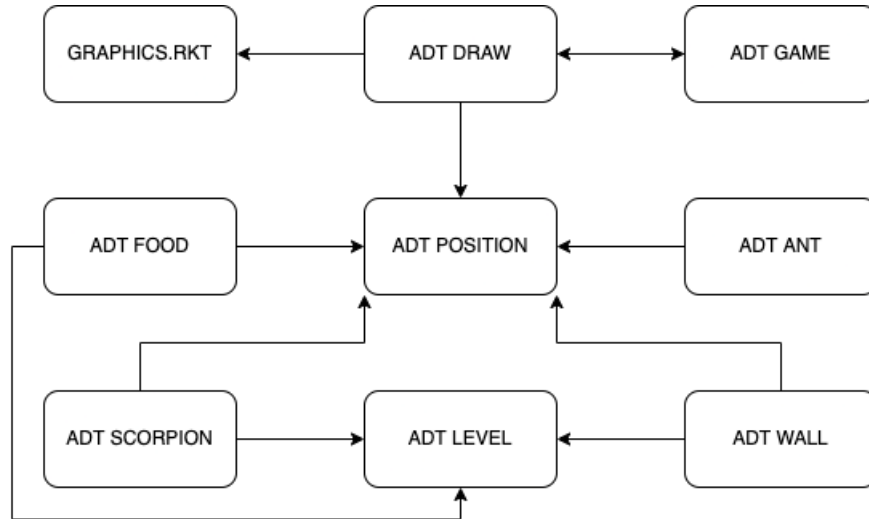 GRAPHICS.RKT
ADT DRAW
ADT GAME
ADT FOOD
ADT POSITION
ADT ANT
ADT SCORPION
ADT LEVEL
ADT WALL